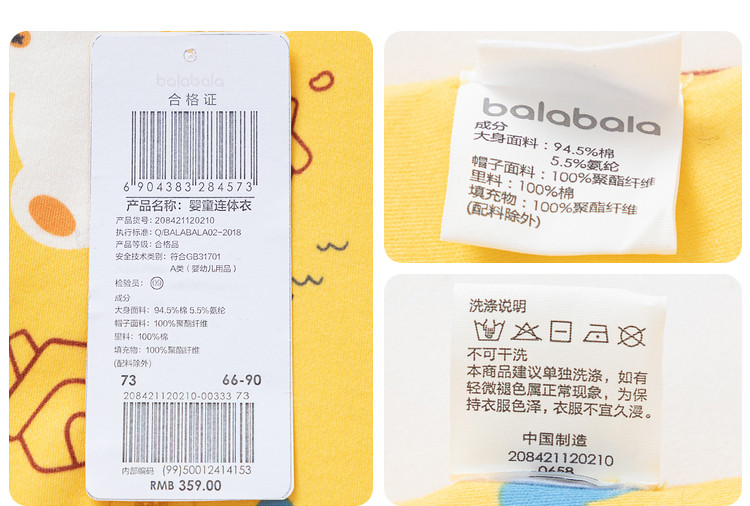 balabala
合格证
6 904383 284573
产品名称：婴童连体衣
产品货号：208421120210
执行标准：Q/BALABALA02-2018
产品等级：合格品
安全技术类别：符合GB31701
A类（婴幼儿用品）
检验员：09
成分
大身面料：94.5%棉 5.5%氨纶
帽子面料：100%聚酯纤维
里料：100%棉
填充物：100%聚酯纤维
(配料除外)
73 66-90
208421120210-00333 73
内部编码 (99)50012414153
RMB 359.00
balabala
成分
大身面料：94.5%棉
5.5%氨纶
帽子面料：100%聚酯纤维
里料：100%棉
填充物：100%聚酯纤维
(配料除外)
洗涤说明
不可干洗
本商品建议单独洗涤，如有
轻微褪色属正常现象，为保
持衣服色泽，衣服不宜久浸。
中国制造
208421120210
0658